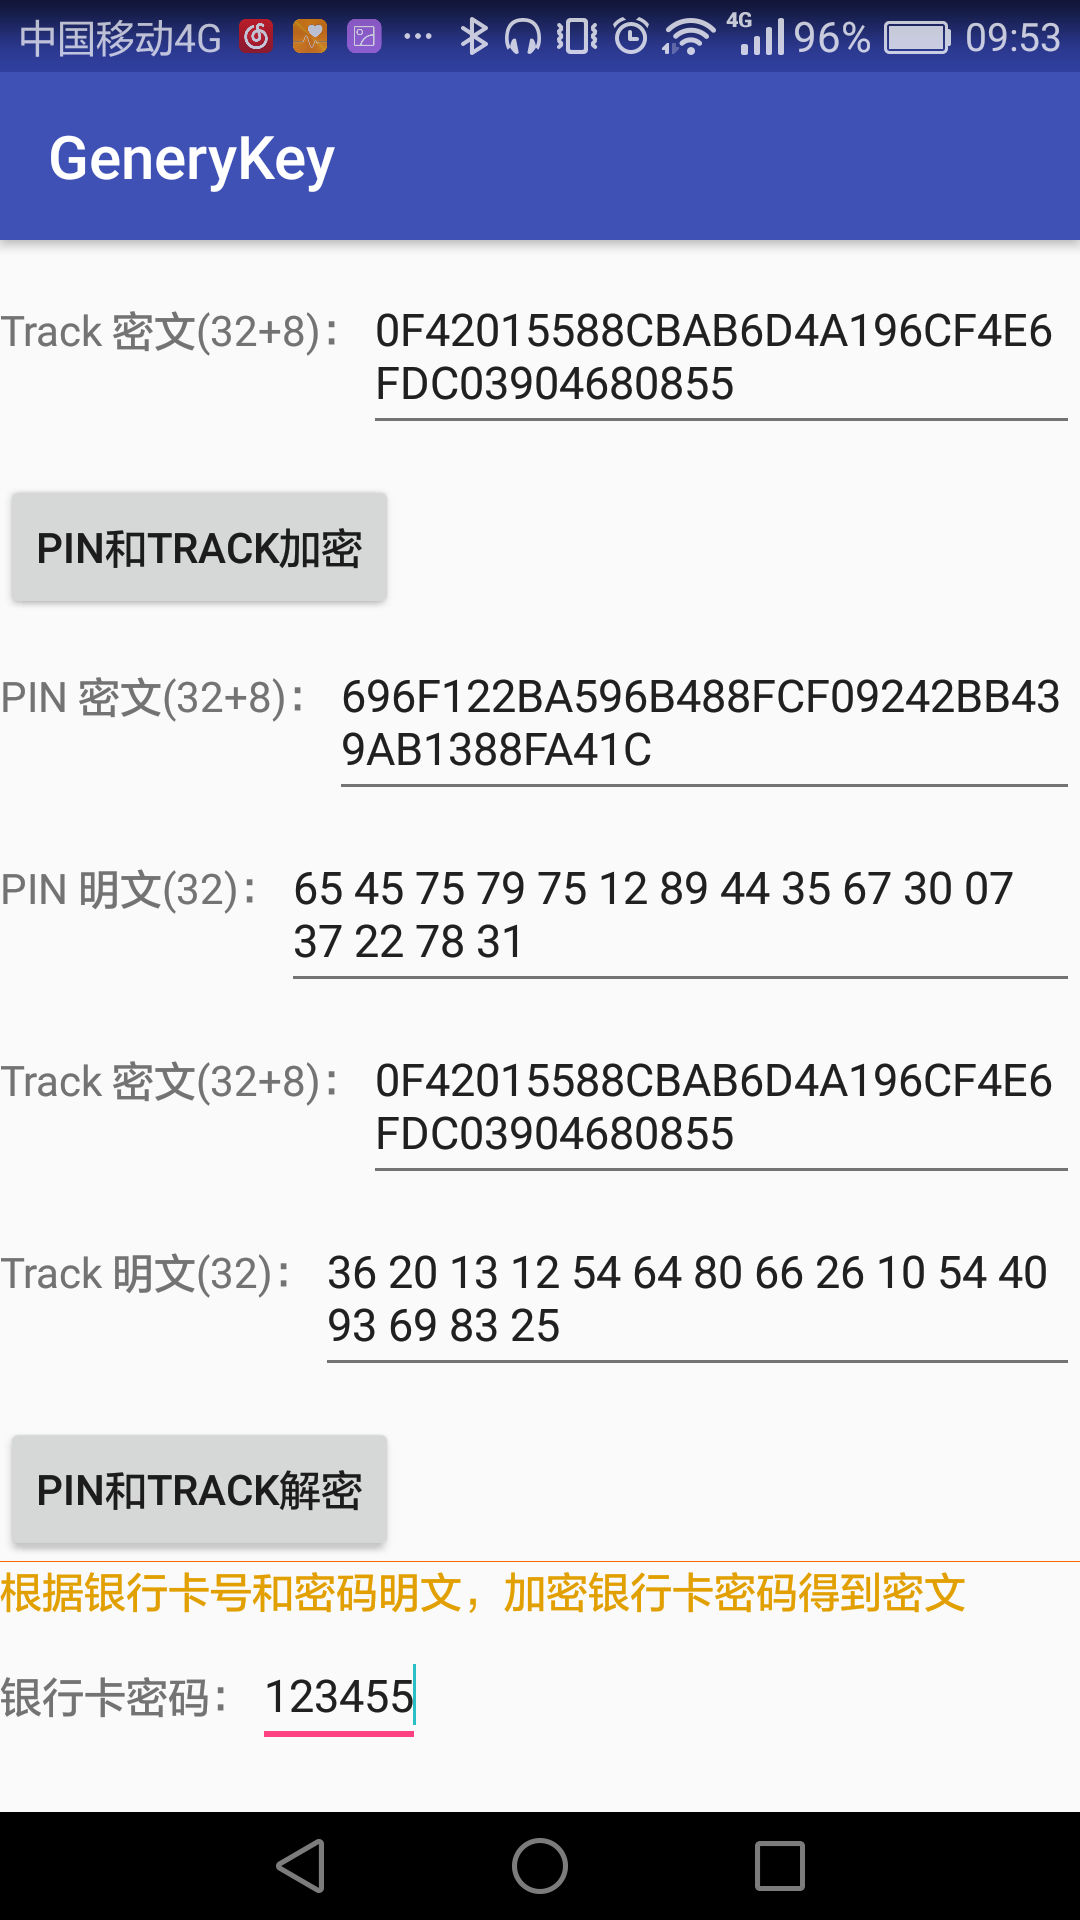 中国移动4G 4G 96% 09:53
GeneryKey
Track 密文(32+8): 0F42015588CBAB6D4A196CF4E6
FDC03904680855
PIN和TRACK加密
PIN 密文(32+8): 696F122BA596B488FCF09242BB43
9AB1388FA41C
PIN 明文(32): 65 45 75 79 75 12 89 44 35 67 30 07
37 22 78 31
Track 密文(32+8): 0F42015588CBAB6D4A196CF4E6
FDC03904680855
Track 明文(32): 36 20 13 12 54 64 80 66 26 10 54 40
93 69 83 25
PIN和TRACK解密
根据银行卡号和密码明文，加密银行卡密码得到密文
银行卡密码: 123455